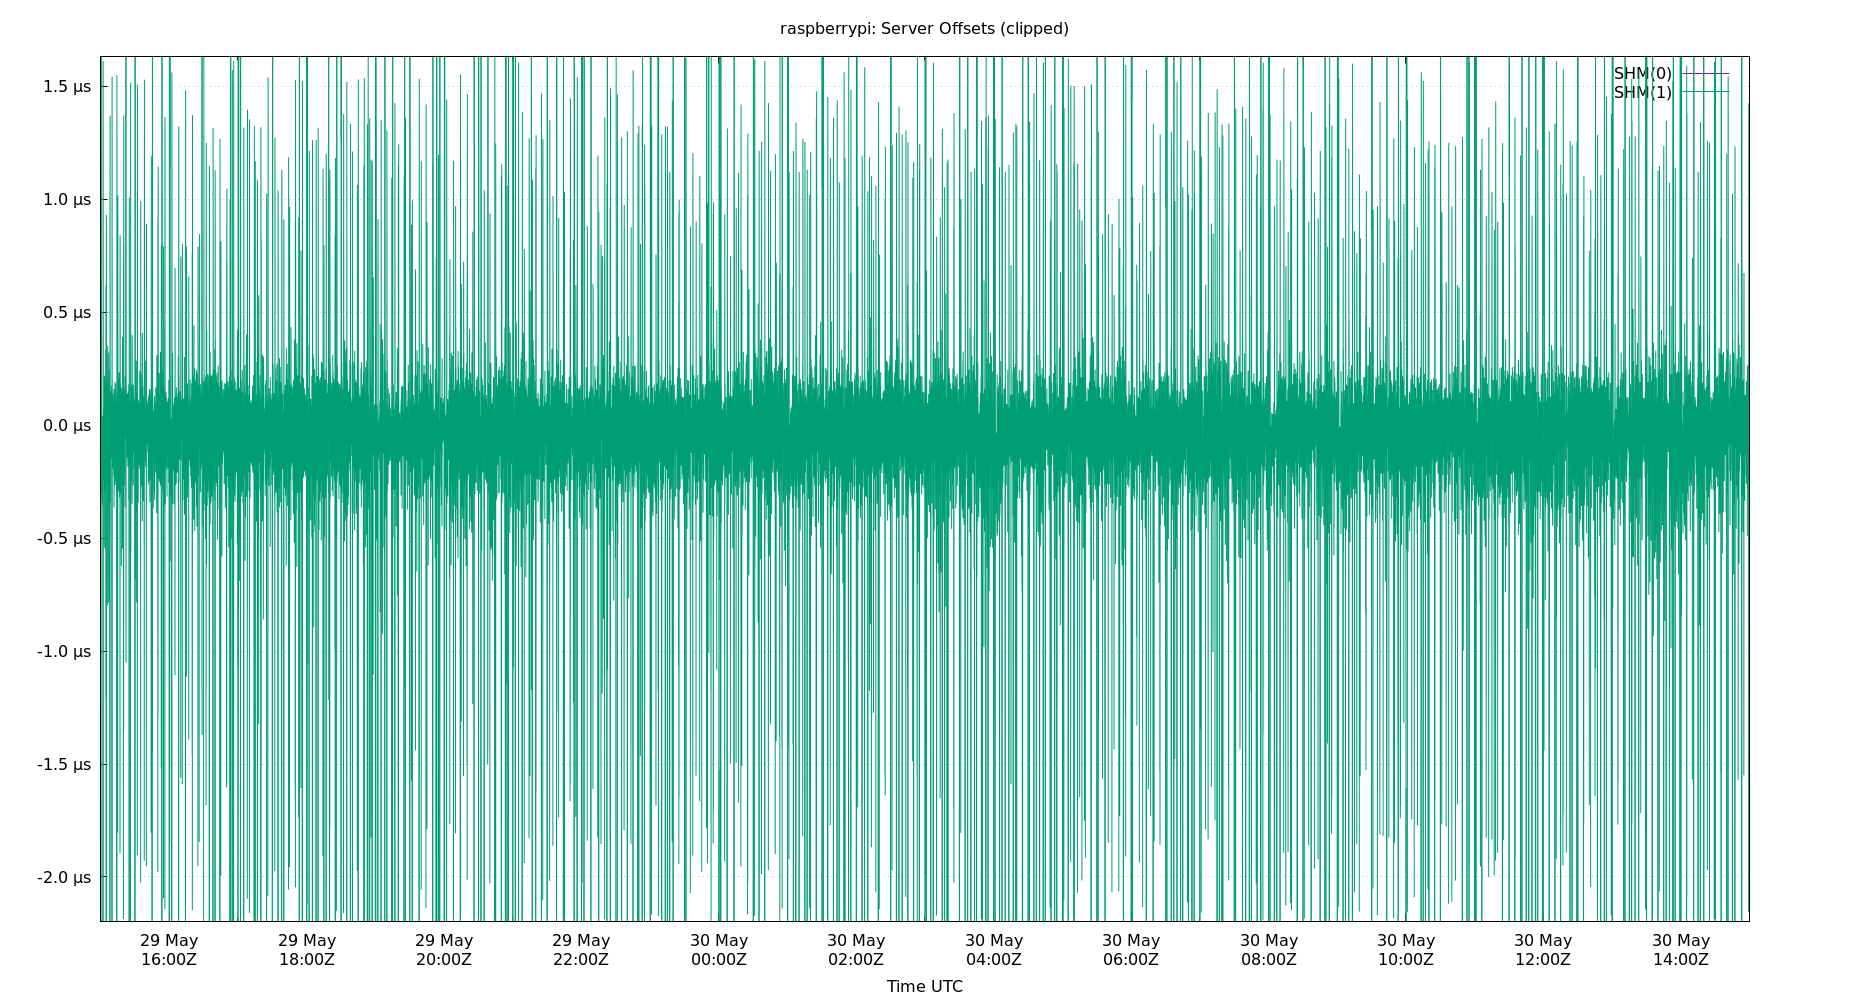 raspberrypi: Server Offsets (clipped)
SHM(0)
SHM(1)
1.5 µs
1.0 µs
0.5 µs
0.0 µs
-0.5 µs
-1.0 µs
-1.5 µs
-2.0 µs
29 May 29 May 29 May 29 May 30 May 30 May 30 May 30 May 30 May 30 May 30 May 30 May
16:00Z 18:00Z 20:00Z 22:00Z 00:00Z 02:00Z 04:00Z 06:00Z 08:00Z 10:00Z 12:00Z 14:00Z
Time UTC